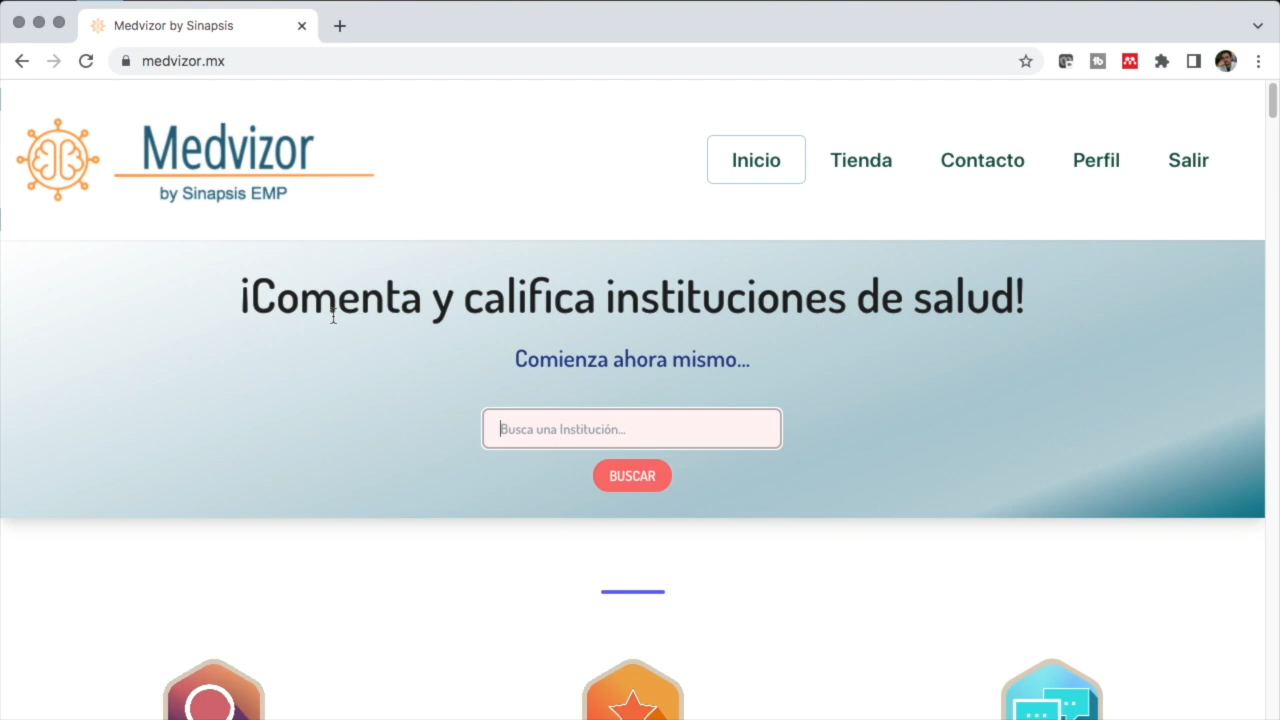 Medvizor by Sinapsis
medvizor.mx
Medvizor
by Sinapsis EMP
Inicio
Tienda
Contacto
Perfil
Salir
¡Comenta y califica instituciones de salud!
Comienza ahora mismo...
Busca una Institución...
BUSCAR